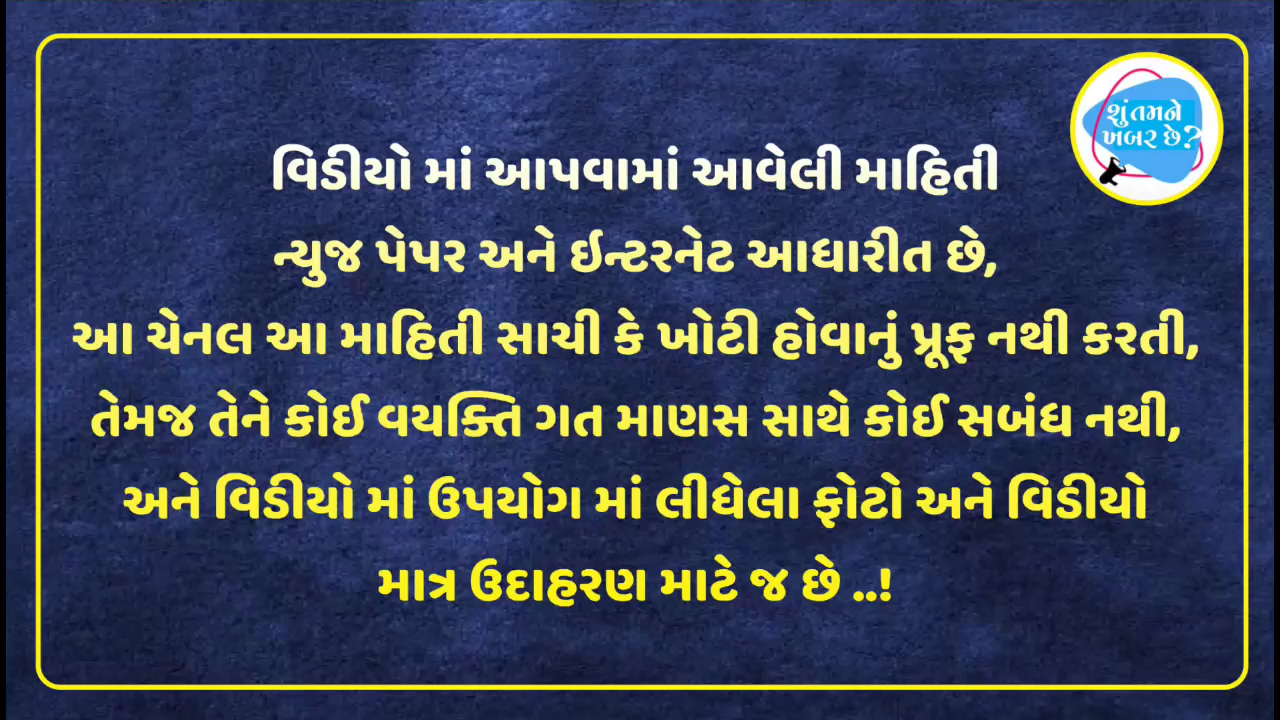 શું તમને
ખબર છે?
વિડીયો માં આપવામાં આવેલી માહિતી
ન્યુજ પેપર અને ઈન્ટરનેટ આધારીત છે,
આ ચેનલ આ માહિતી સાચી કે ખોટી હોવાનું પ્રૂફ નથી કરતી,
તેમજ તેને કોઈ વયક્તિ ગત માણસ સાથે કોઈ સબંધ નથી,
અને વિડીયો માં ઉપયોગ માં લીધેલા ફોટો અને વિડીયો
માત્ર ઉદાહરણ માટે જ છે ..!